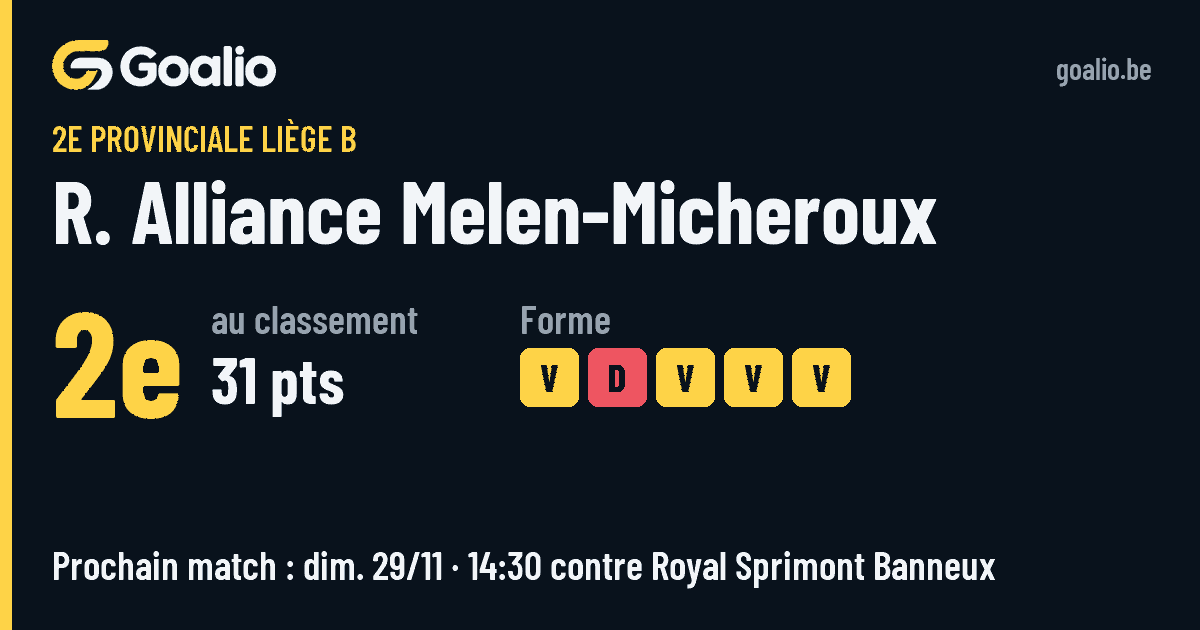 Goalio
goalio.be
2E PROVINCIALE LIÈGE B
R. Alliance Melen-Micheroux
2e
au classement
31 pts
Forme
V D V V V
Prochain match : dim. 29/11 · 14:30 contre Royal Sprimont Banneux